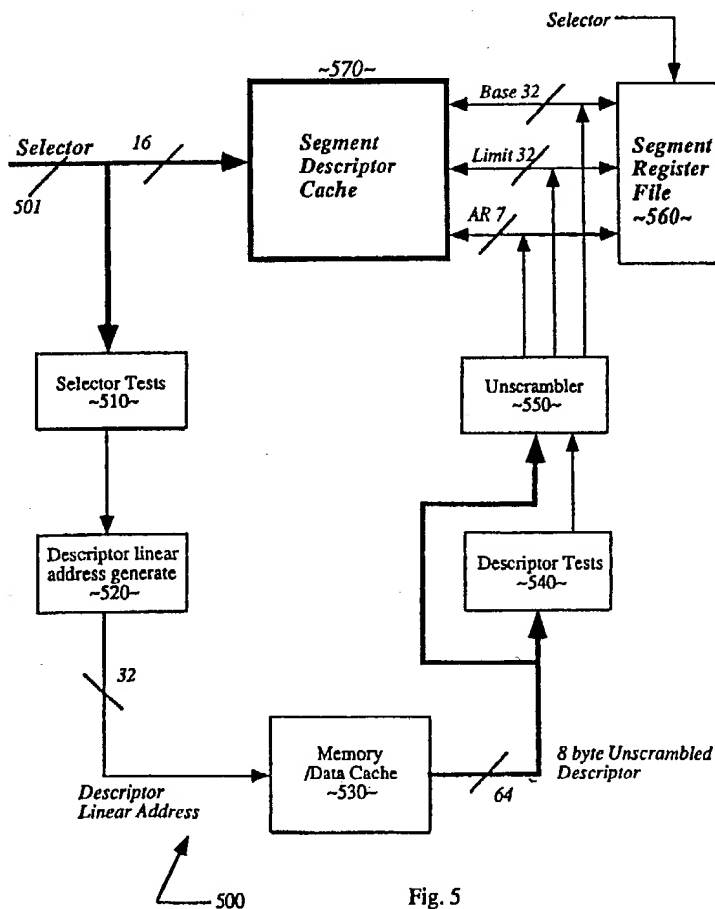 Selector
~570~
Segment
Descriptor
Cache
Base 32
Limit 32
AR 7
Segment
Register
File
~560~
Selector
16
501
Selector Tests
~510~
Unscrambler
~550~
Descriptor linear
address generate
~520~
Descriptor Tests
~540~
32
Memory
/Data Cache
~530~
64
8 byte Unscrambled
Descriptor
Descriptor
Linear Address
500
Fig. 5